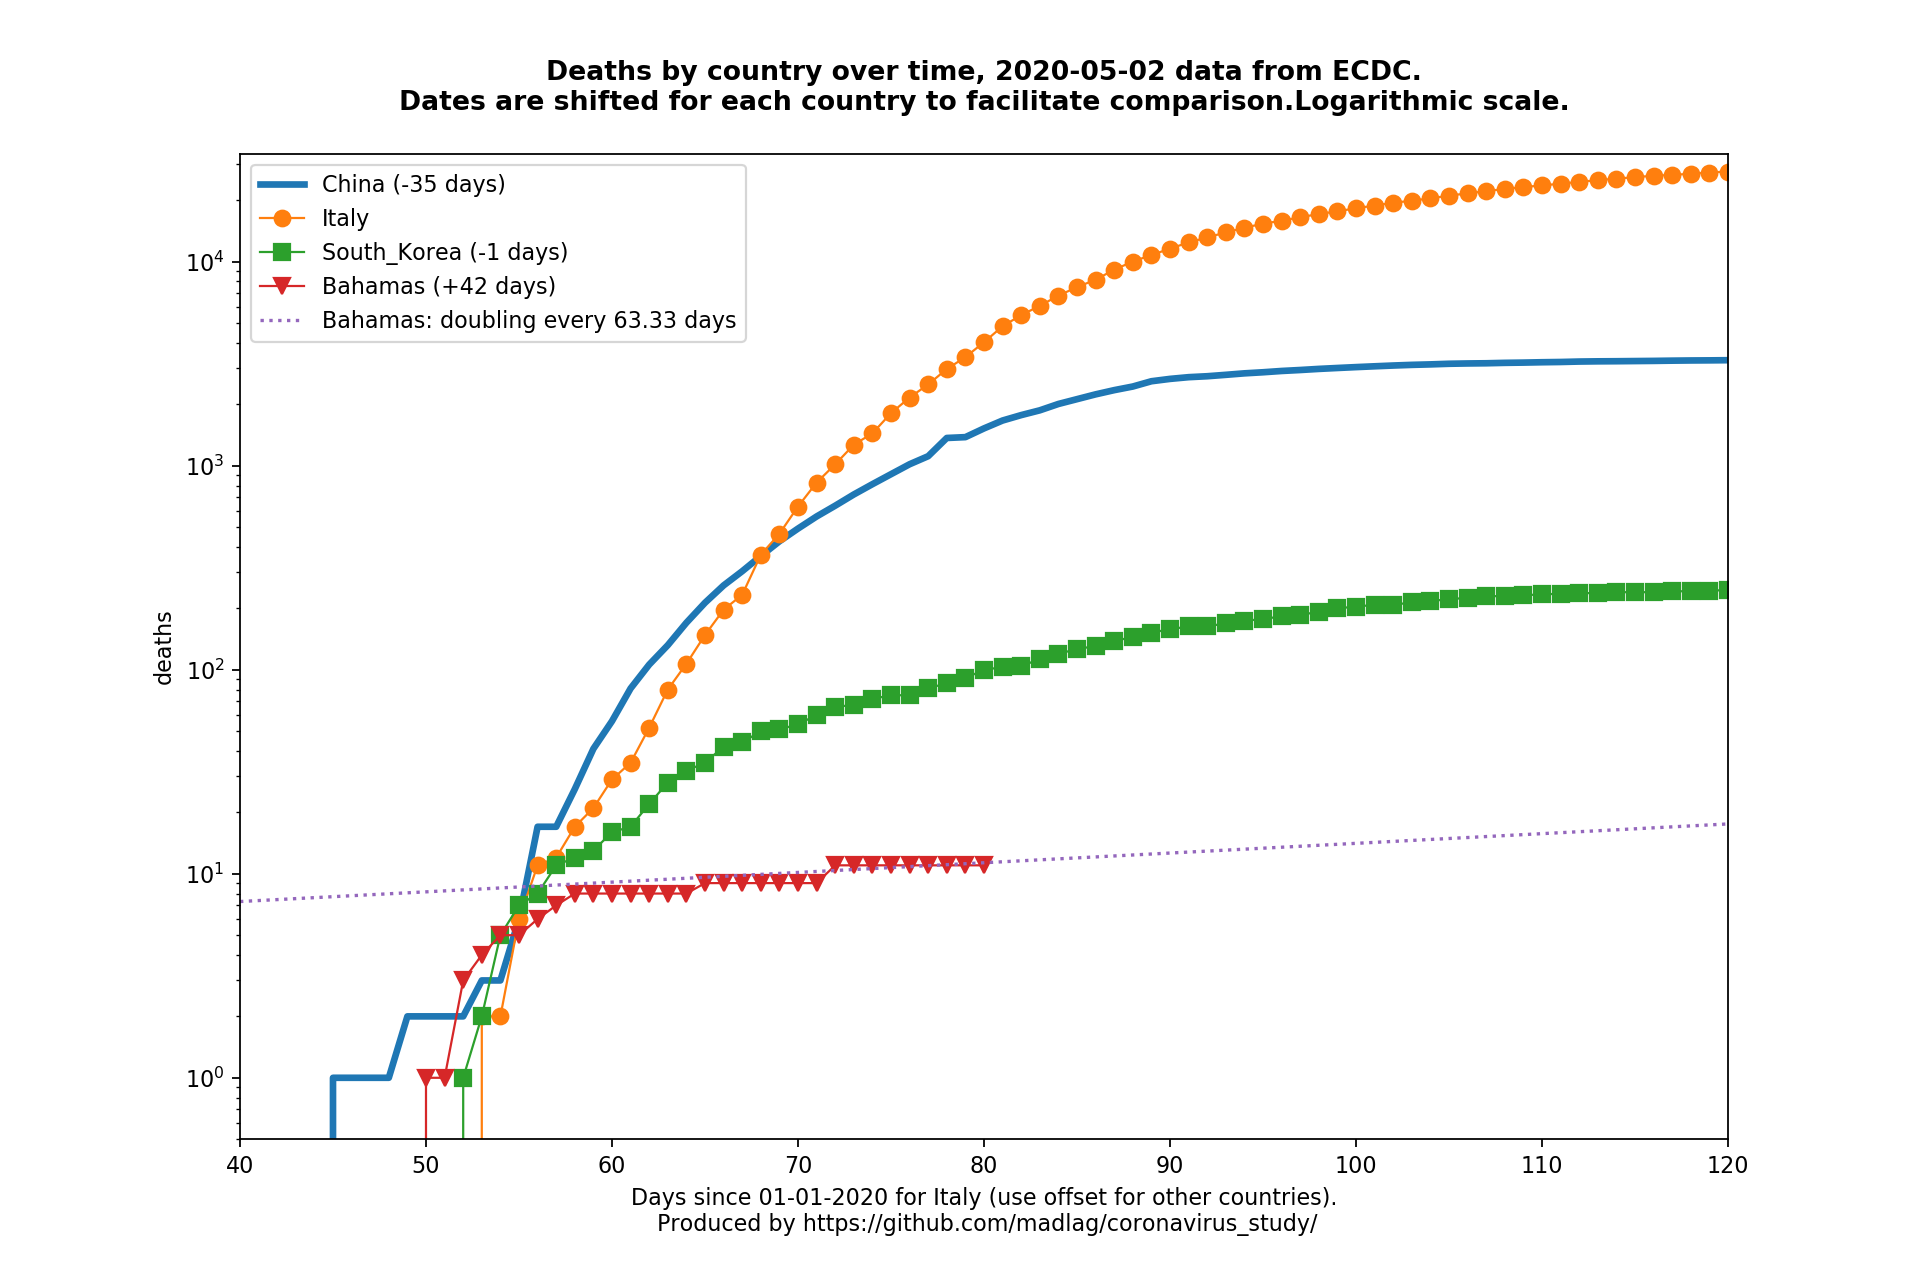 Deaths by country over time, 2020-05-02 data from ECDC.
Dates are shifted for each country to facilitate comparison.Logarithmic scale.
China (-35 days)
Italy
South_Korea (-1 days)
Bahamas (+42 days)
Bahamas: doubling every 63.33 days
10⁴
10³
10²
10¹
10⁰
deaths
40 50 60 70 80 90 100 110 120
Days since 01-01-2020 for Italy (use offset for other countries).
Produced by https://github.com/madlag/coronavirus_study/